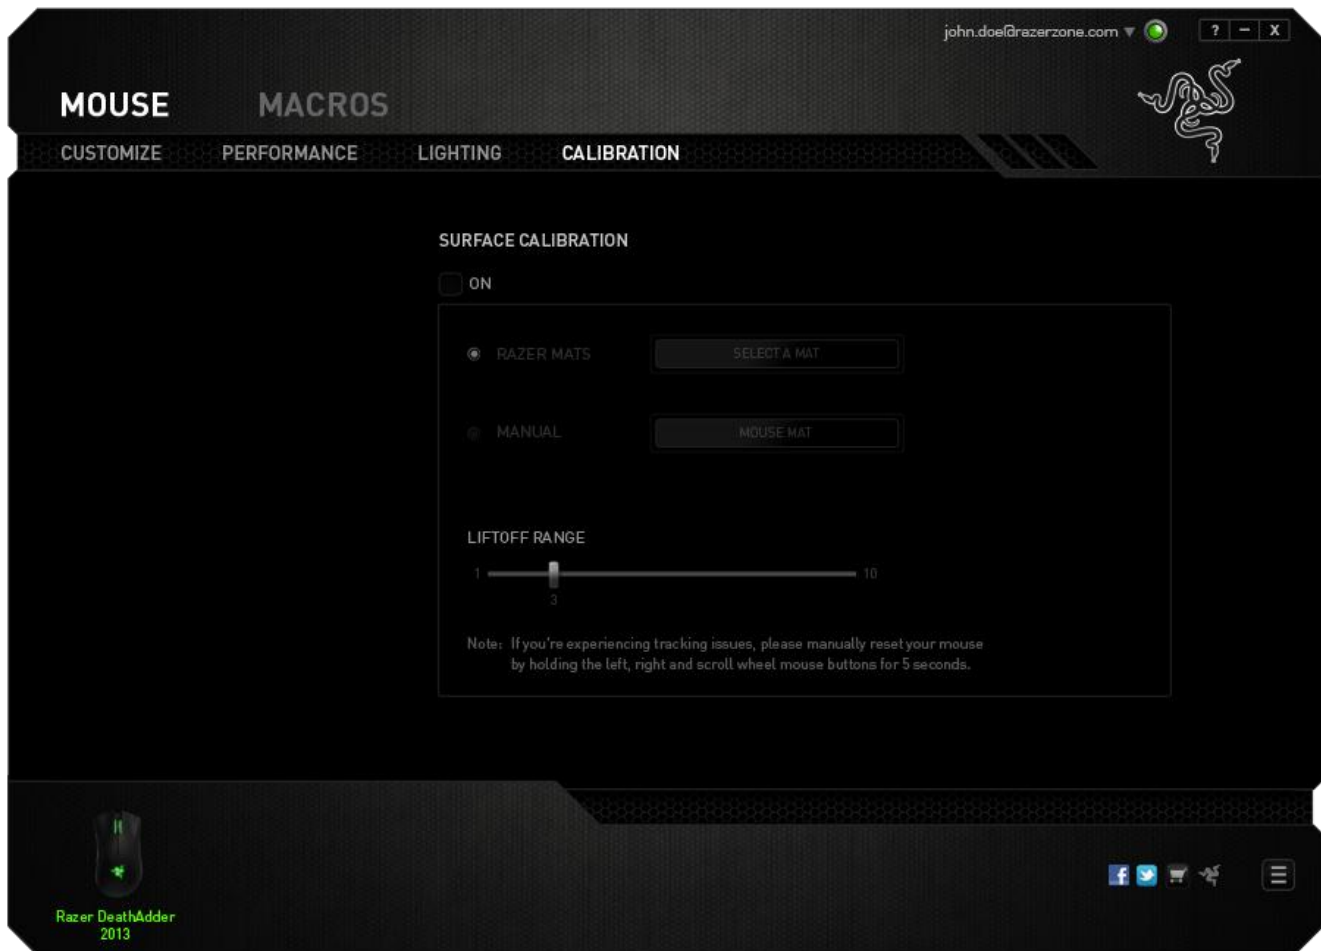 john.doe@razerzone.com
? – X
MOUSE MACROS
CUSTOMIZE PERFORMANCE LIGHTING CALIBRATION
SURFACE CALIBRATION
ON
RAZER MATS SELECT A MAT
MANUAL MOUSE MAT
LIFTOFF RANGE
1 10
3
Note: If you're experiencing tracking issues, please manually reset your mouse
by holding the left, right and scroll wheel mouse buttons for 5 seconds.
Razer DeathAdder
2013